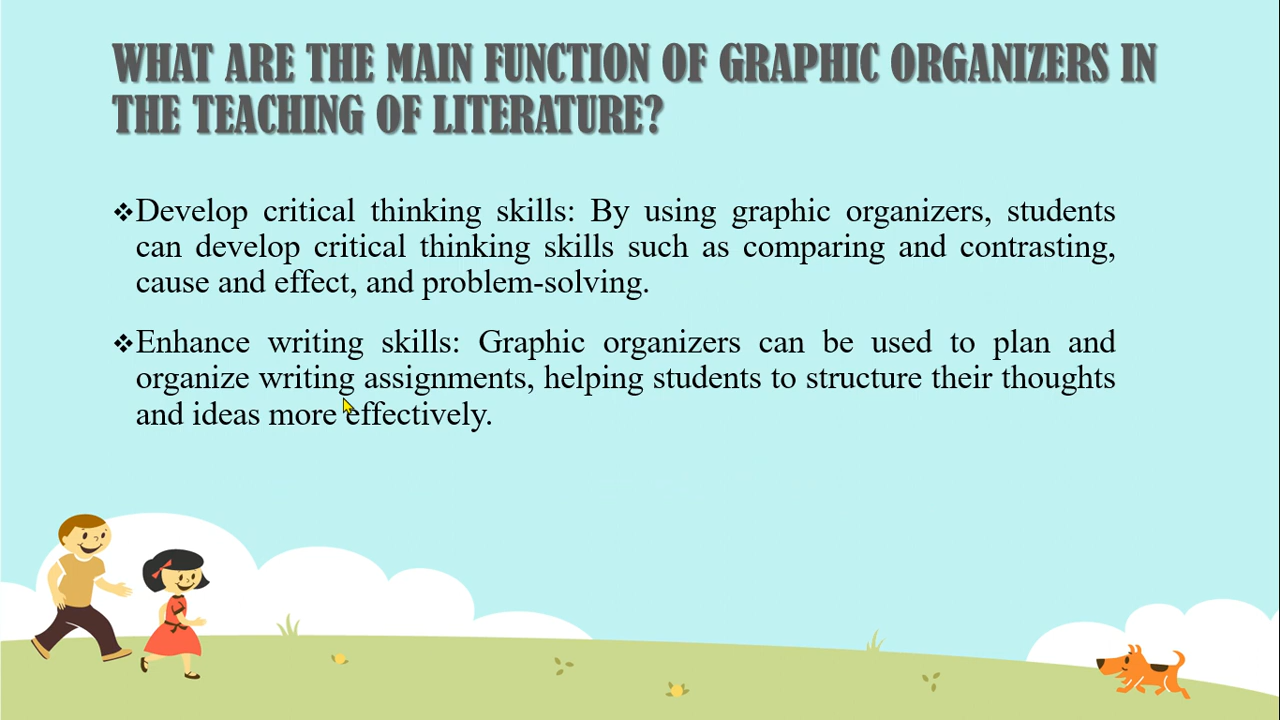 WHAT ARE THE MAIN FUNCTION OF GRAPHIC ORGANIZERS IN
THE TEACHING OF LITERATURE?
❖Develop critical thinking skills: By using graphic organizers, students
can develop critical thinking skills such as comparing and contrasting,
cause and effect, and problem-solving.
❖Enhance writing skills: Graphic organizers can be used to plan and
organize writing assignments, helping students to structure their thoughts
and ideas more effectively.